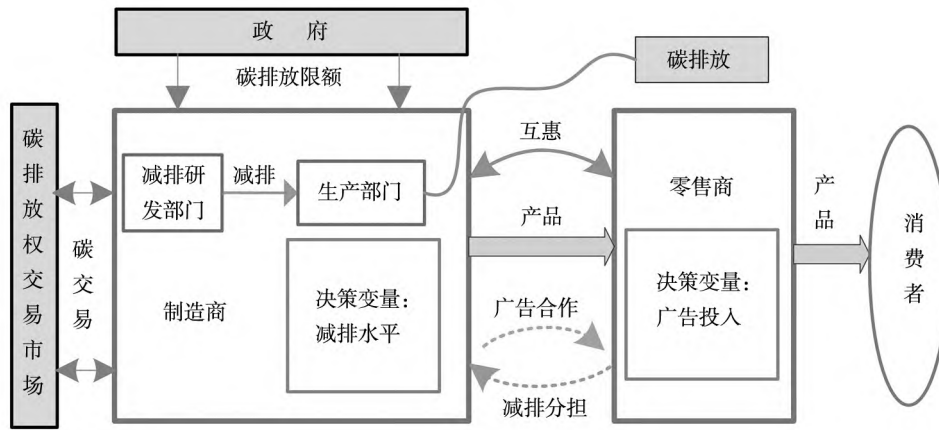 政 府
碳排放限额
碳排放
碳排放权交易市场
碳交易
减排研
发部门
减排
生产部门
制造商
决策变量：
减排水平
互惠
产品
广告合作
减排分担
零售商
决策变量：
广告投入
产品
消费者